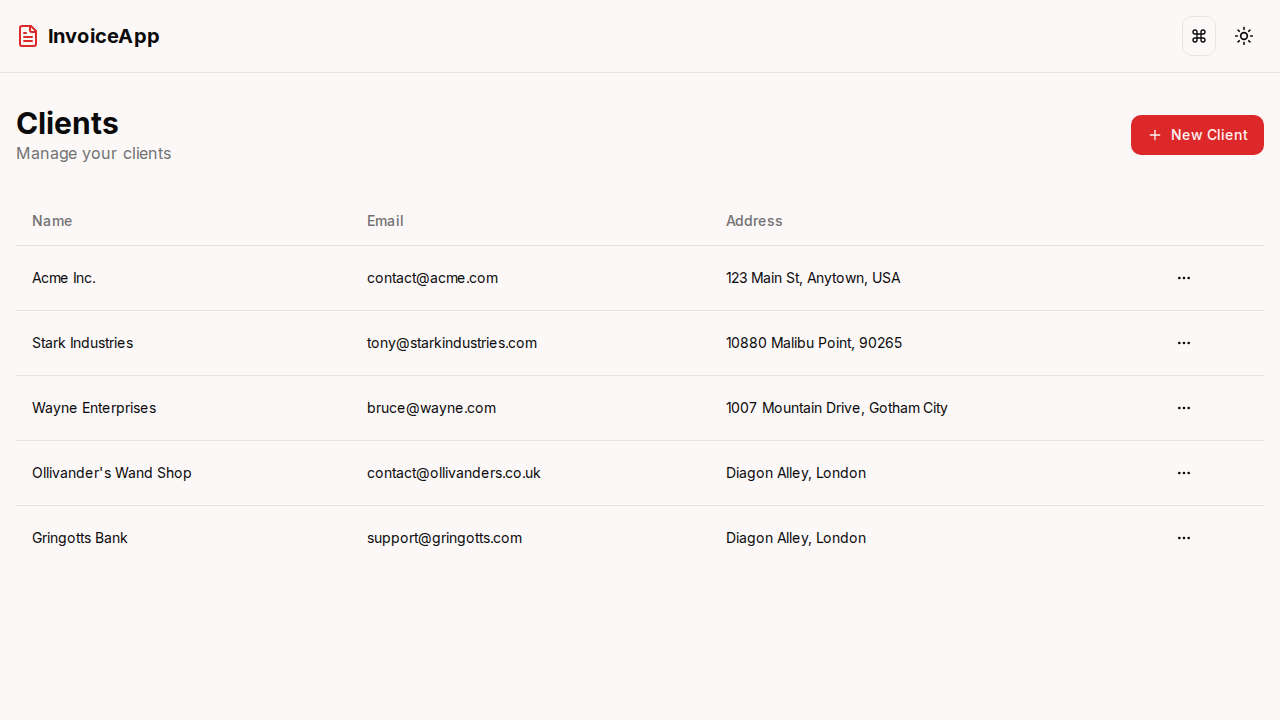 InvoiceApp
Clients
Manage your clients
New Client
Name Email Address
Acme Inc. contact@acme.com 123 Main St, Anytown, USA
Stark Industries tony@starkindustries.com 10880 Malibu Point, 90265
Wayne Enterprises bruce@wayne.com 1007 Mountain Drive, Gotham City
Ollivander's Wand Shop contact@ollivanders.co.uk Diagon Alley, London
Gringotts Bank support@gringotts.com Diagon Alley, London